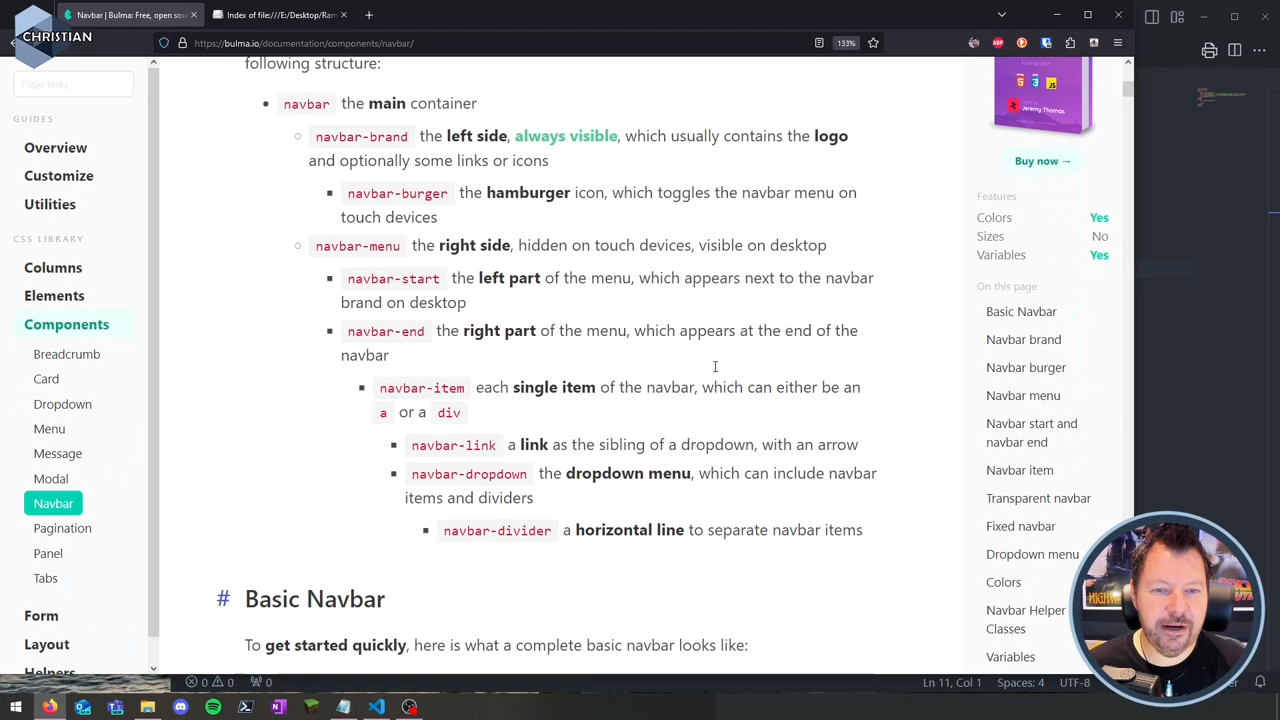 Navbar | Bulma: Free, open sou
Index of file:///E:/Desktop/Ram
CHRISTIAN
https://bulma.io/documentation/components/navbar/
133%
ABP
Filter links
GUIDES
Overview
Customize
Utilities
CSS LIBRARY
Columns
Elements
Components
Breadcrumb
Card
Dropdown
Menu
Message
Modal
Navbar
Pagination
Panel
Tabs
Form
Layout
Helpers
following structure:
navbar the main container
navbar-brand the left side, always visible, which usually contains the logo
and optionally some links or icons
navbar-burger the hamburger icon, which toggles the navbar menu on
touch devices
navbar-menu the right side, hidden on touch devices, visible on desktop
navbar-start the left part of the menu, which appears next to the navbar
brand on desktop
navbar-end the right part of the menu, which appears at the end of the
navbar
navbar-item each single item of the navbar, which can either be an
a or a div
navbar-link a link as the sibling of a dropdown, with an arrow
navbar-dropdown the dropdown menu, which can include navbar
items and dividers
navbar-divider a horizontal line to separate navbar items
# Basic Navbar
To get started quickly, here is what a complete basic navbar looks like:
Jeremy Thomas
Buy now →
Features
Colors Yes
Sizes No
Variables Yes
On this page
Basic Navbar
Navbar brand
Navbar burger
Navbar menu
Navbar start and
navbar end
Navbar item
Transparent navbar
Fixed navbar
Dropdown menu
Colors
Navbar Helper
Classes
Variables
0 0 0
Ln 11, Col 1 Spaces: 4 UTF-8